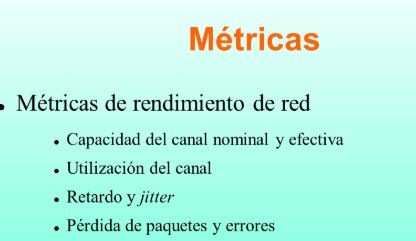 Métricas
• Métricas de rendimiento de red
• Capacidad del canal nominal y efectiva
• Utilización del canal
• Retardo y jitter
• Pérdida de paquetes y errores